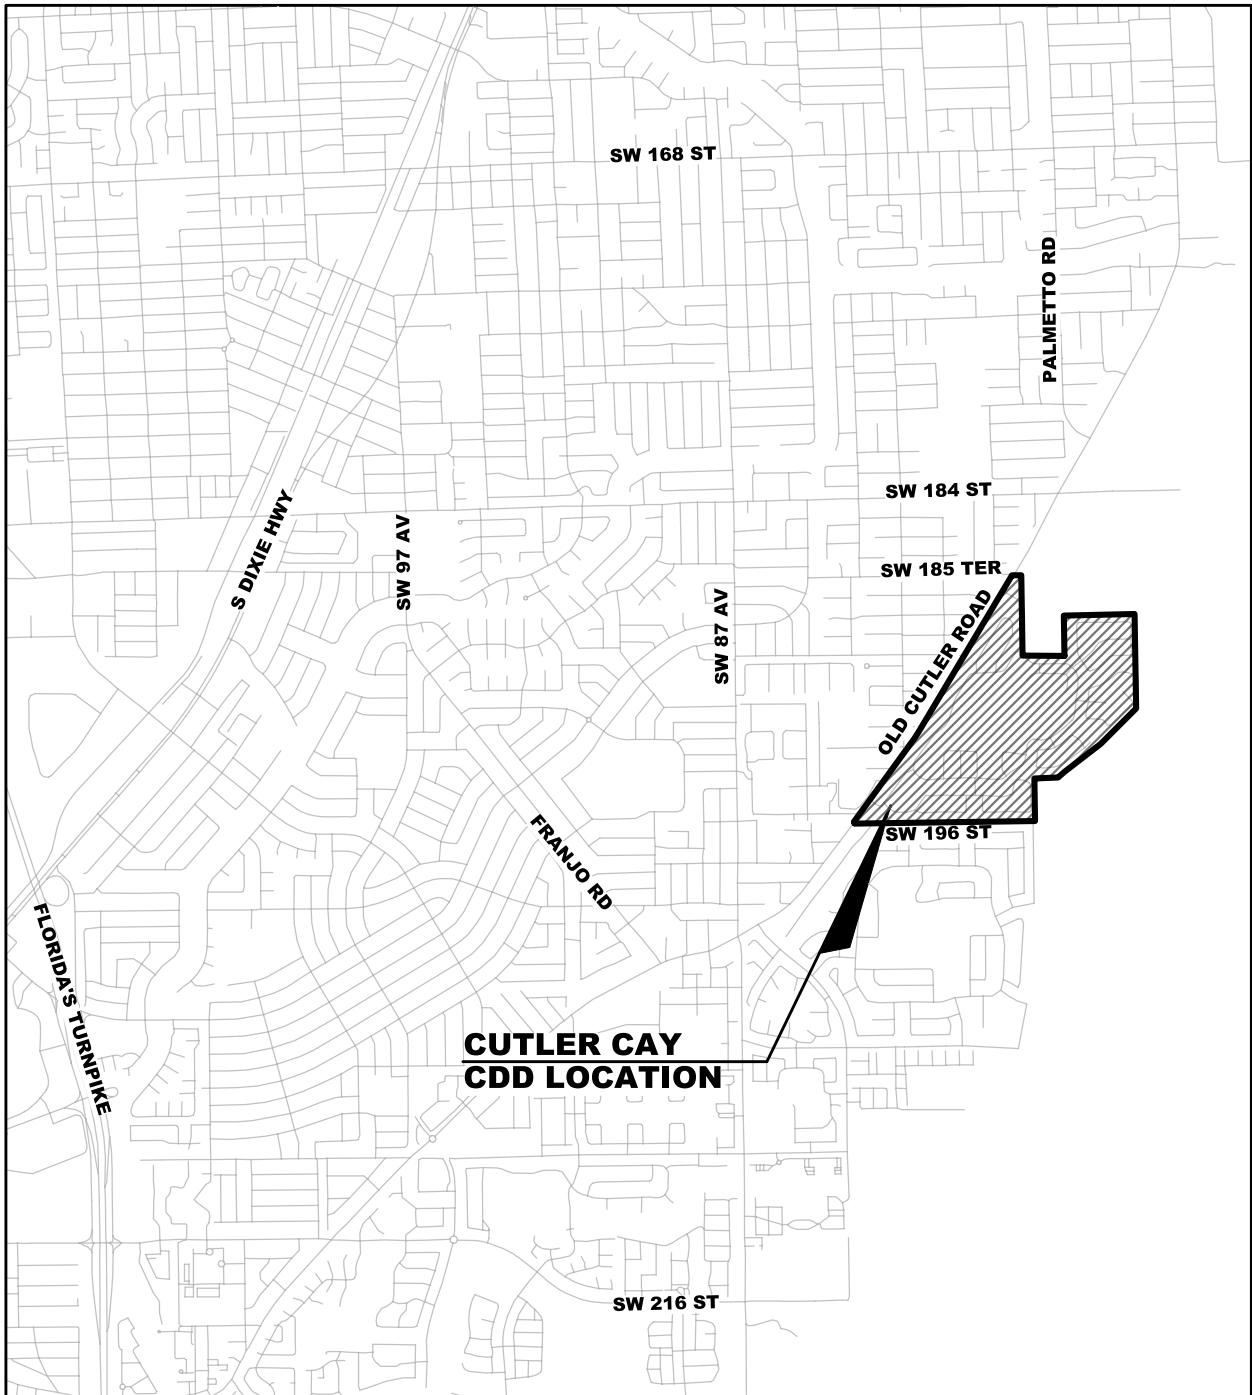 SW 168 ST
PALMETTO RD
SW 184 ST
S DIXIE HWY
SW 97 AV
SW 185 TER
SW 87 AV
OLD CUTLER ROAD
FRANJO RD
SW 196 ST
FLORIDA'S TURNPIKE
CUTLER CAY
CDD LOCATION
SW 216 ST